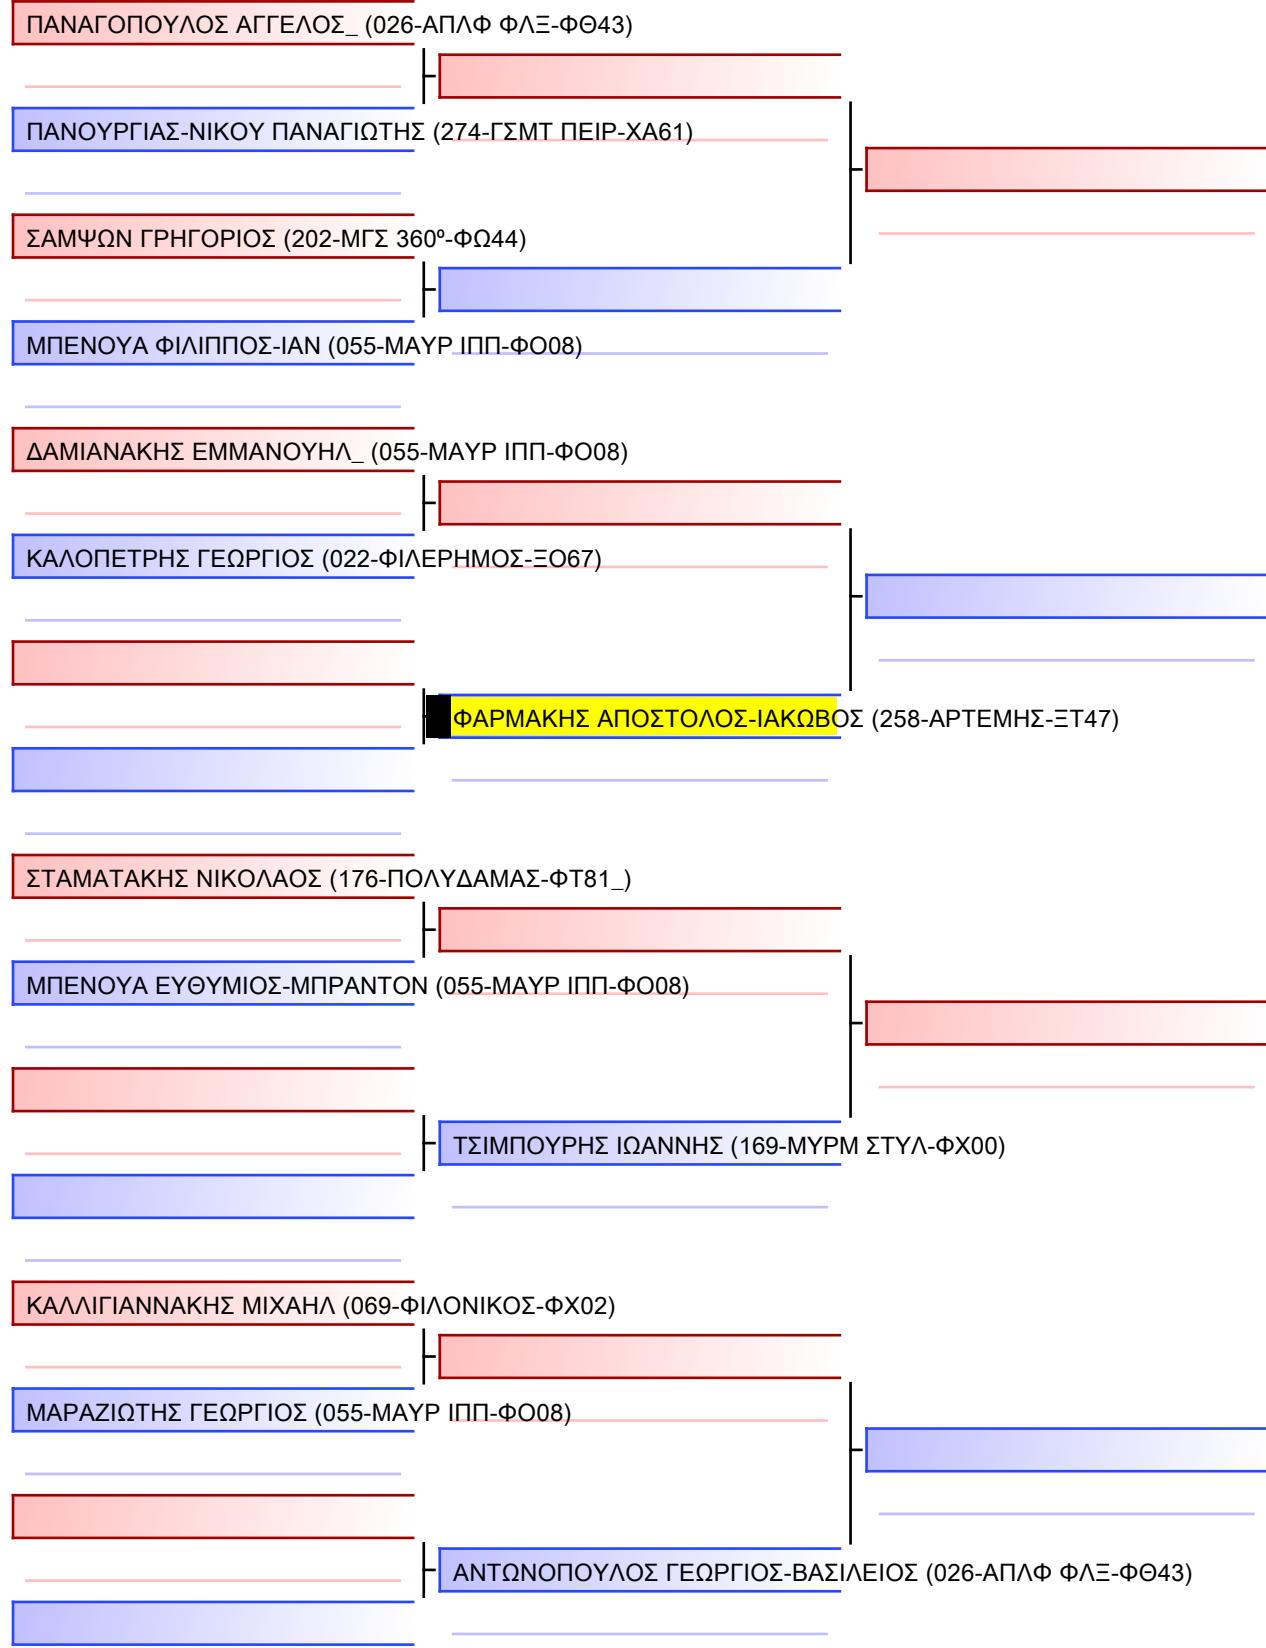 ΠΑΝΑΓΟΠΟΥΛΟΣ ΑΓΓΕΛΟΣ_ (026-ΑΠΛΦ ΦΛΞ-ΦΘ43)
ΠΑΝΟΥΡΓΙΑΣ-ΝΙΚΟΥ ΠΑΝΑΓΙΩΤΗΣ (274-ΓΣΜΤ ΠΕΙΡ-ΧΑ61)
ΣΑΜΨΩΝ ΓΡΗΓΟΡΙΟΣ (202-ΜΓΣ 360º-ΦΩ44)
ΜΠΕΝΟΥΑ ΦΙΛΙΠΠΟΣ-ΙΑΝ (055-ΜΑΥΡ ΙΠΠ-ΦΟ08)
ΔΑΜΙΑΝΑΚΗΣ ΕΜΜΑΝΟΥΗΛ_ (055-ΜΑΥΡ ΙΠΠ-ΦΟ08)
ΚΑΛΟΠΕΤΡΗΣ ΓΕΩΡΓΙΟΣ (022-ΦΙΛΕΡΗΜΟΣ-ΞΟ67)
ΦΑΡΜΑΚΗΣ ΑΠΟΣΤΟΛΟΣ-ΙΑΚΩΒΟΣ (258-ΑΡΤΕΜΗΣ-ΞΤ47)
ΣΤΑΜΑΤΑΚΗΣ ΝΙΚΟΛΑΟΣ (176-ΠΟΛΥΔΑΜΑΣ-ΦΤ81_)
ΜΠΕΝΟΥΑ ΕΥΘΥΜΙΟΣ-ΜΠΡΑΝΤΟΝ (055-ΜΑΥΡ ΙΠΠ-ΦΟ08)
ΤΣΙΜΠΟΥΡΗΣ ΙΩΑΝΝΗΣ (169-ΜΥΡΜ ΣΤΥΛ-ΦΧ00)
ΚΑΛΛΙΓΙΑΝΝΑΚΗΣ ΜΙΧΑΗΛ (069-ΦΙΛΟΝΙΚΟΣ-ΦΧ02)
ΜΑΡΑΖΙΩΤΗΣ ΓΕΩΡΓΙΟΣ (055-ΜΑΥΡ ΙΠΠ-ΦΟ08)
ΑΝΤΩΝΟΠΟΥΛΟΣ ΓΕΩΡΓΙΟΣ-ΒΑΣΙΛΕΙΟΣ (026-ΑΠΛΦ ΦΛΞ-ΦΘ43)